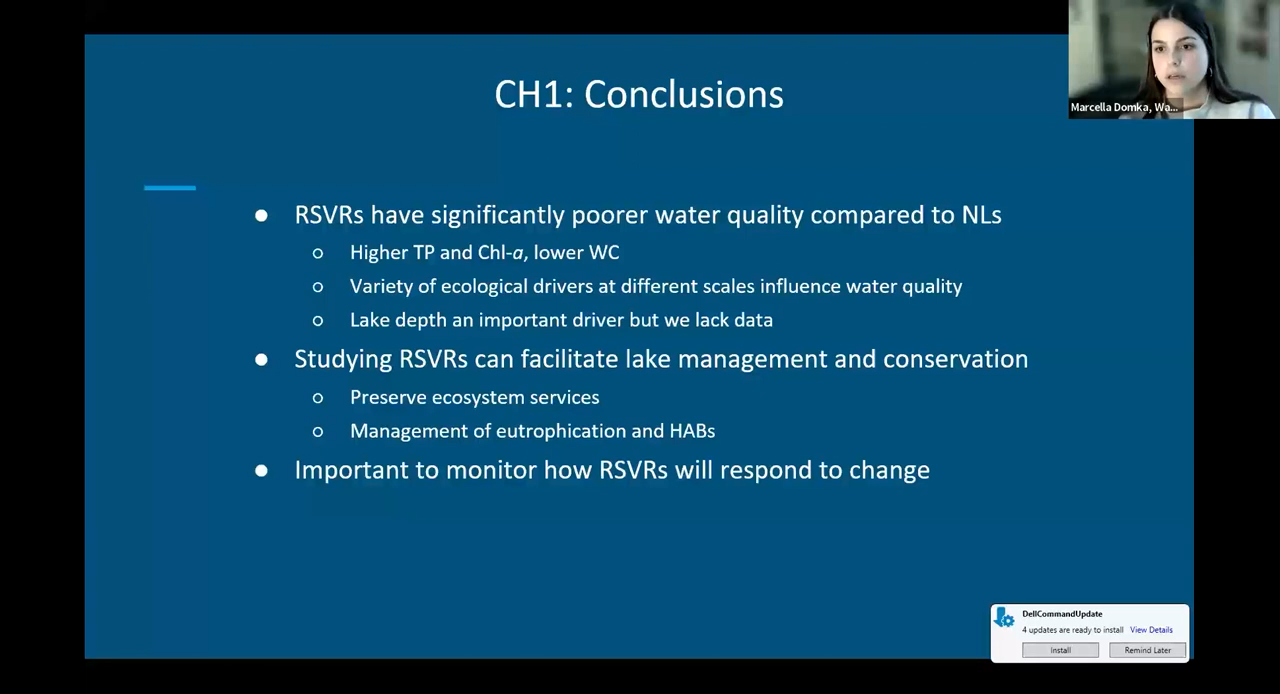 CH1: Conclusions
Marcella Domka, Wa...
● RSVRs have significantly poorer water quality compared to NLs
○ Higher TP and Chl-a, lower WC
○ Variety of ecological drivers at different scales influence water quality
○ Lake depth an important driver but we lack data
● Studying RSVRs can facilitate lake management and conservation
○ Preserve ecosystem services
○ Management of eutrophication and HABs
● Important to monitor how RSVRs will respond to change
DellCommandUpdate
4 updates are ready to install View Details
Install Remind Later